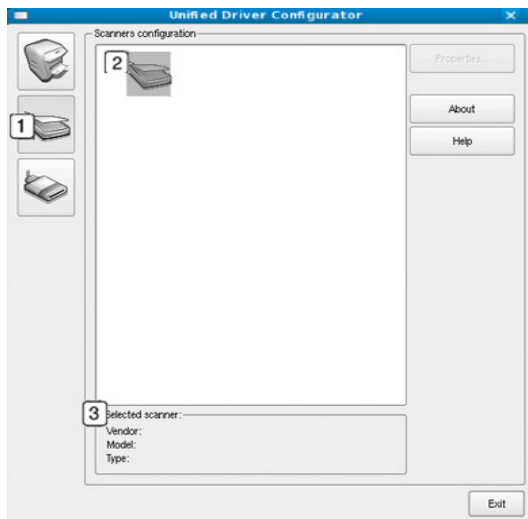 Unified Driver Configurator
Scanners configuration
2
Properties...
1
About
Help
3
Selected scanner:
Vendor:
Model:
Type:
Exit